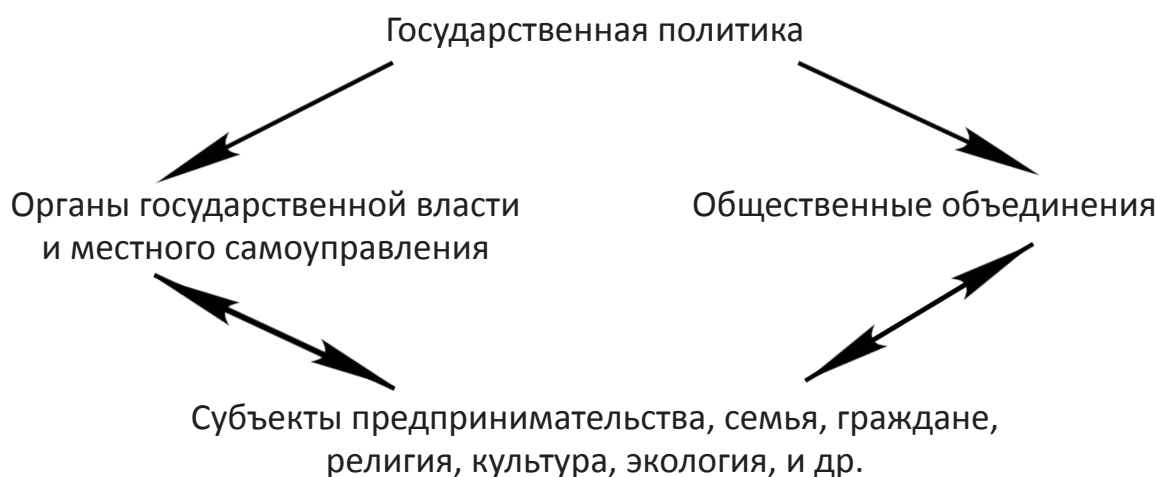 Государственная политика
Органы государственной власти
и местного самоуправления
Общественные объединения
Субъекты предпринимательства, семья, граждане,
религия, культура, экология, и др.